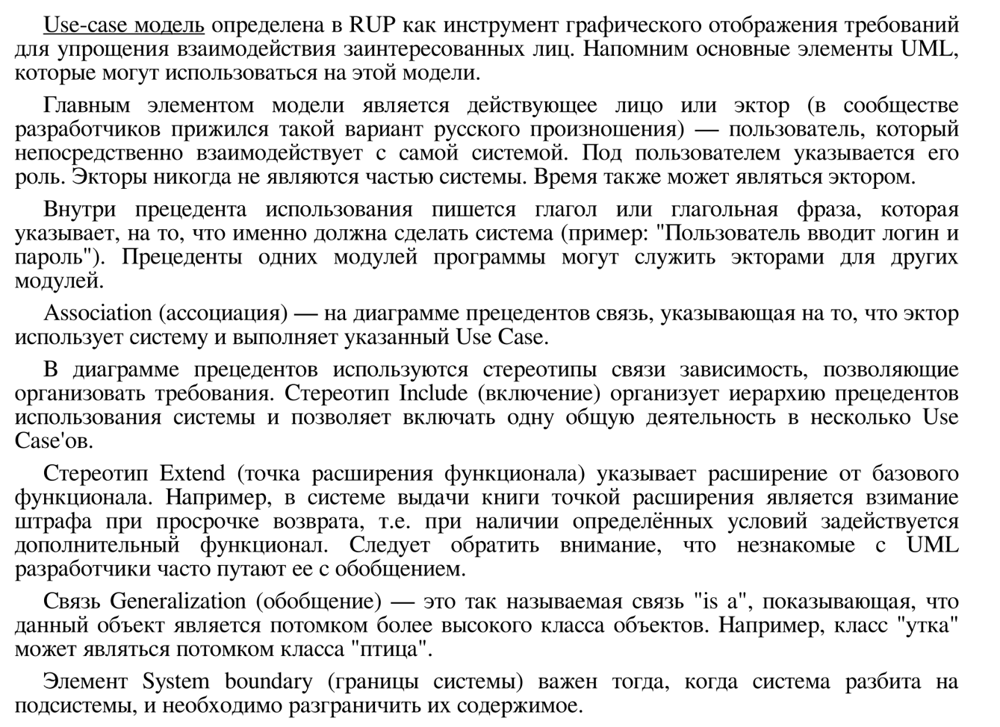 Use-case модель определена в RUP как инструмент графического отображения требований
для упрощения взаимодействия заинтересованных лиц. Напомним основные элементы UML,
которые могут использоваться на этой модели.
Главным элементом модели является действующее лицо или эктор (в сообществе
разработчиков прижился такой вариант русского произношения) — пользователь, который
непосредственно взаимодействует с самой системой. Под пользователем указывается его
роль. Экторы никогда не являются частью системы. Время также может являться эктором.
Внутри прецедента использования пишется глагол или глагольная фраза, которая
указывает, на то, что именно должна сделать система (пример: "Пользователь вводит логин и
пароль"). Прецеденты одних модулей программы могут служить экторами для других
модулей.
Association (ассоциация) — на диаграмме прецедентов связь, указывающая на то, что эктор
использует систему и выполняет указанный Use Case.
В диаграмме прецедентов используются стереотипы связи зависимость, позволяющие
организовать требования. Стереотип Include (включение) организует иерархию прецедентов
использования системы и позволяет включать одну общую деятельность в несколько Use
Case'ов.
Стереотип Extend (точка расширения функционала) указывает расширение от базового
функционала. Например, в системе выдачи книги точкой расширения является взимание
штрафа при просрочке возврата, т.е. при наличии определённых условий задействуется
дополнительный функционал. Следует обратить внимание, что незнакомые с UML
разработчики часто путают ее с обобщением.
Связь Generalization (обобщение) — это так называемая связь "is a", показывающая, что
данный объект является потомком более высокого класса объектов. Например, класс "утка"
может являться потомком класса "птица".
Элемент System boundary (границы системы) важен тогда, когда система разбита на
подсистемы, и необходимо разграничить их содержимое.